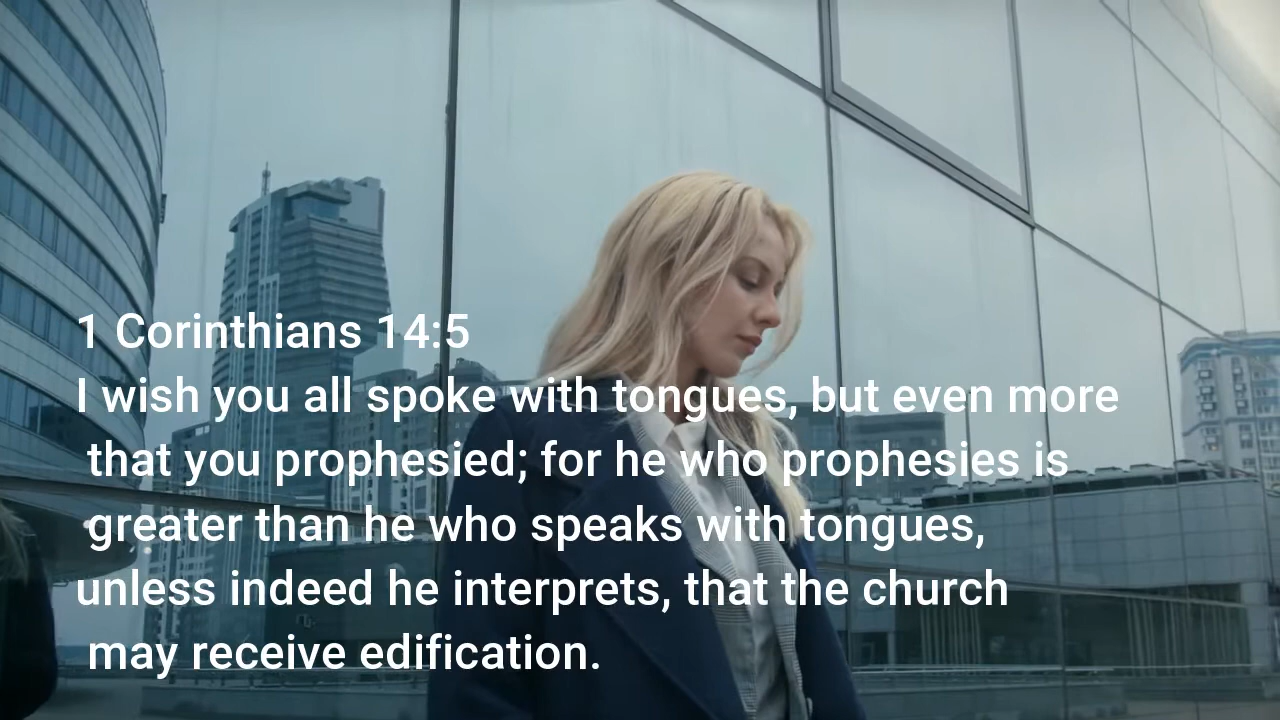 1 Corinthians 14:5
I wish you all spoke with tongues, but even more
that you prophesied; for he who prophesies is
greater than he who speaks with tongues,
unless indeed he interprets, that the church
may receive edification.